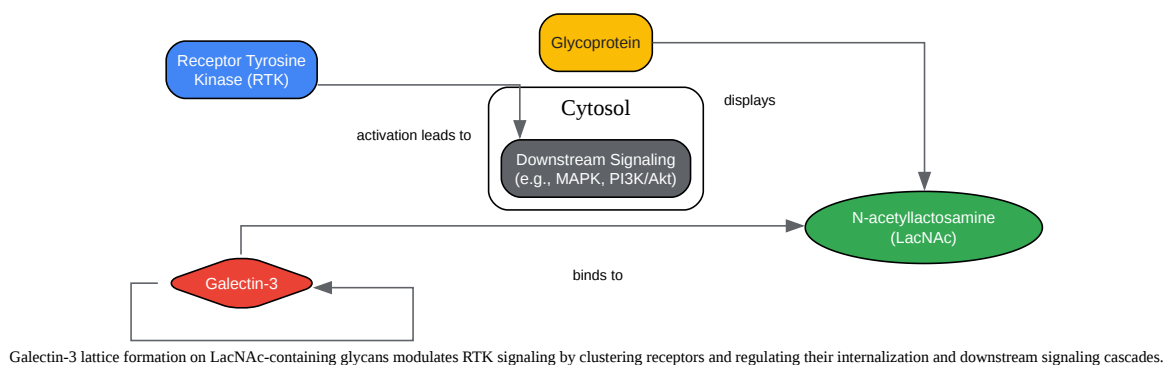 Glycoprotein
Receptor Tyrosine
Kinase (RTK)
displays
Cytosol
activation leads to
Downstream Signaling
(e.g., MAPK, PI3K/Akt)
N-acetyllactosamine
(LacNAc)
binds to
Galectin-3
Galectin-3 lattice formation on LacNAc-containing glycans modulates RTK signaling by clustering receptors and regulating their internalization and downstream signaling cascades.